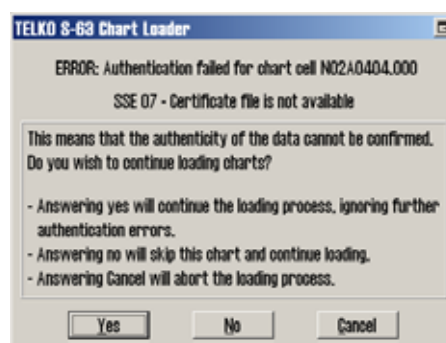 TELKO S-63 Chart Loader
ERROR: Authentication failed for chart cell NO2A0404.000
SSE 07 - Certificate file is not available
This means that the authenticity of the data cannot be confirmed.
Do you wish to continue loading charts?
- Answering yes will continue the loading process, ignoring further
authentication errors.
- Answering no will skip this chart and continue loading.
- Answering Cancel will abort the loading process.
Yes No Cancel